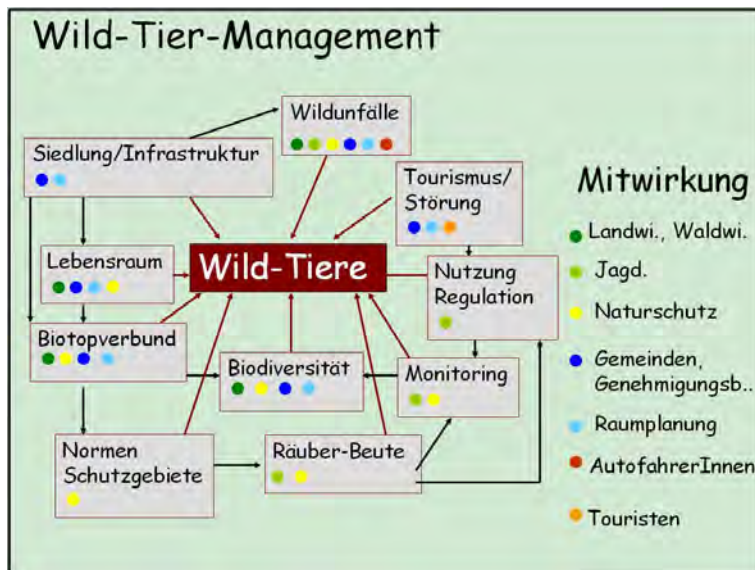 Wild-Tier-Management
Wildunfälle
Siedlung/Infrastruktur
Tourismus/
Störung
Mitwirkung
Landwi., Waldwi.
Jagd.
Naturschutz
Gemeinden,
Genehmigungsb..
Raumplanung
AutofahrerInnen
Touristen
Lebensraum
Wild-Tiere
Nutzung
Regulation
Biotopverbund
Biodiversität
Monitoring
Normen
Schutzgebiete
Räuber-Beute